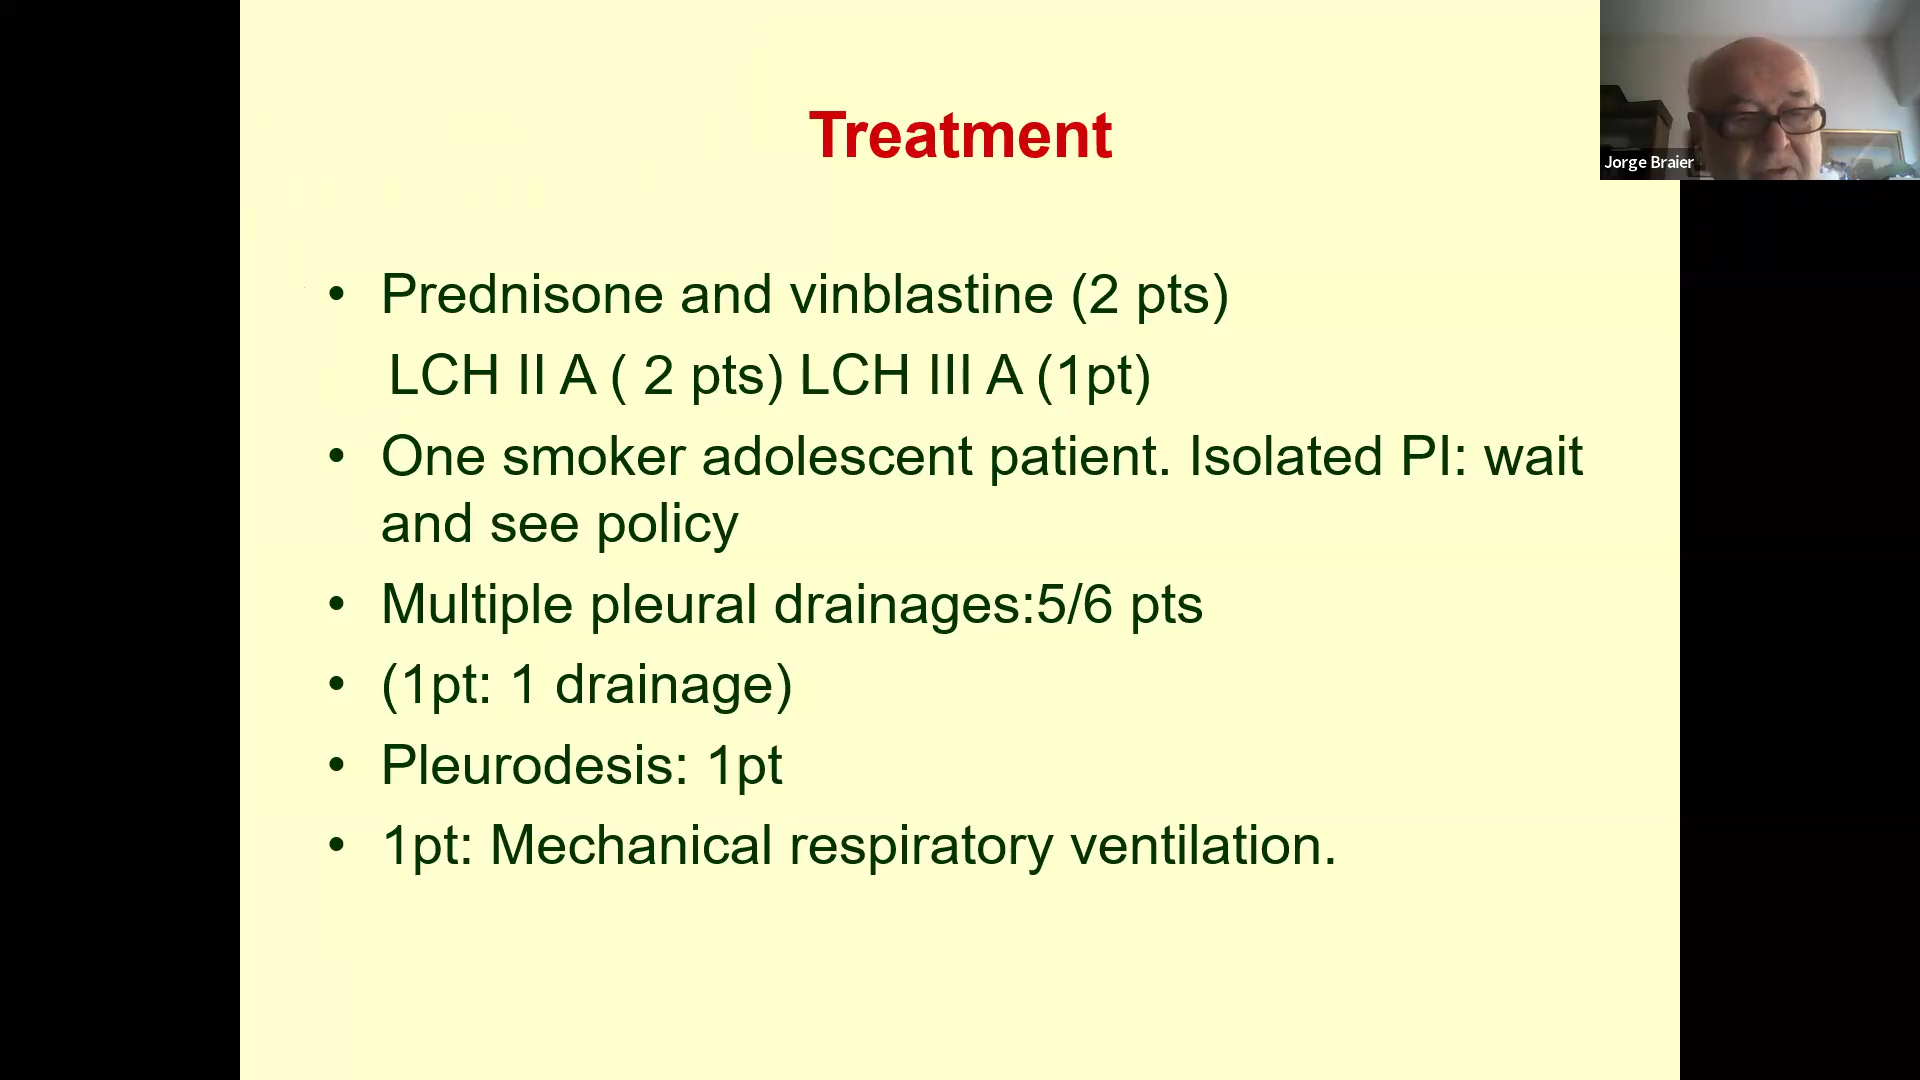 Treatment
Jorge Braier
• Prednisone and vinblastine (2 pts)
LCH II A ( 2 pts) LCH III A (1pt)
• One smoker adolescent patient. Isolated PI: wait
and see policy
• Multiple pleural drainages:5/6 pts
• (1pt: 1 drainage)
• Pleurodesis: 1pt
• 1pt: Mechanical respiratory ventilation.